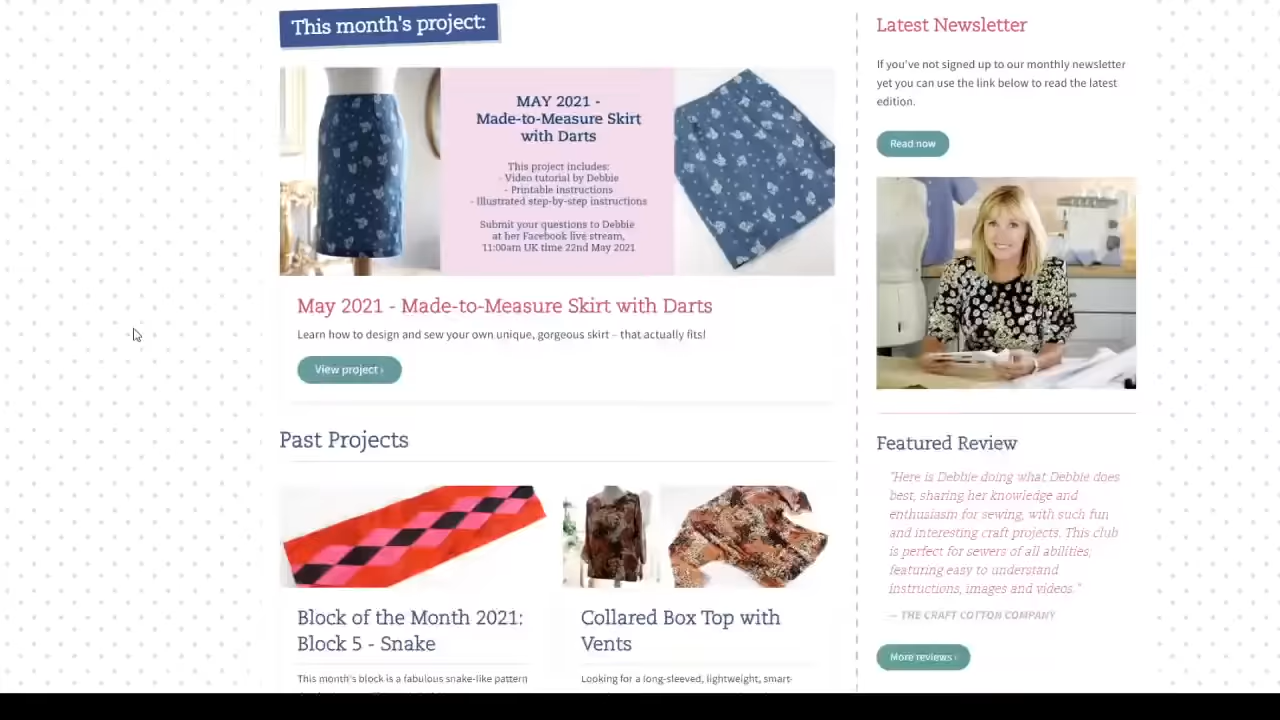 This month's project:
MAY 2021 -
Made-to-Measure Skirt
with Darts
This project includes:
- Video tutorial by Debbie
- Printable instructions
- Illustrated step-by-step instructions
Submit your questions to Debbie
at her Facebook live stream,
11:00am UK time 22nd May 2021
May 2021 - Made-to-Measure Skirt with Darts
Learn how to design and sew your own unique, gorgeous skirt – that actually fits!
View project ›
Past Projects
Block of the Month 2021:
Block 5 - Snake
This month's block is a fabulous snake-like pattern
Collared Box Top with
Vents
Looking for a long-sleeved, lightweight, smart-
Latest Newsletter
If you've not signed up to our monthly newsletter
yet you can use the link below to read the latest
edition.
Read now
Featured Review
"Here is Debbie doing what Debbie does
best, sharing her knowledge and
enthusiasm for sewing, with such fun
and interesting craft projects. This club
is perfect for sewers of all abilities,
featuring easy to understand
instructions, images and videos."
— THE CRAFT COTTON COMPANY
More reviews ›